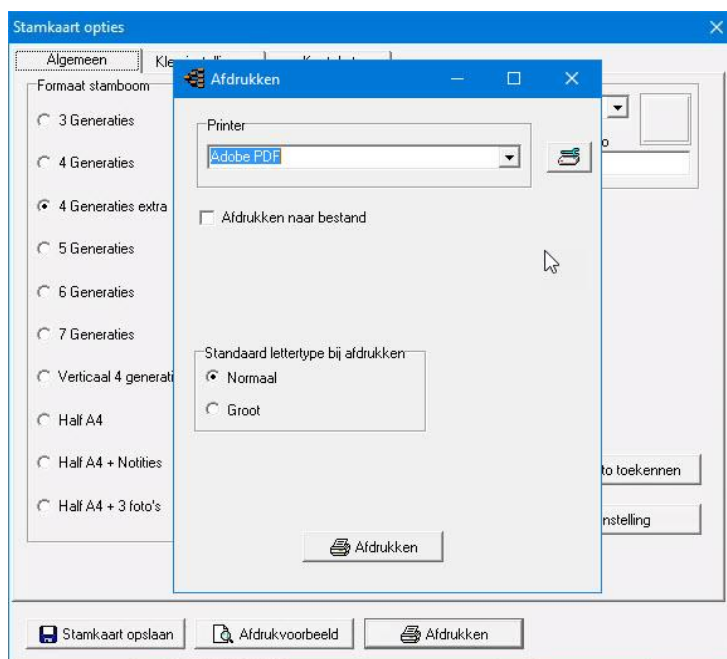 Stamkaart opties
Algemeen
Formaat stamboom
3 Generaties
4 Generaties
4 Generaties extra
5 Generaties
6 Generaties
7 Generaties
Verticaal 4 generati
Half A4
Half A4 + Notities
Half A4 + 3 foto's
Afdrukken
Printer
Adobe PDF
Afdrukken naar bestand
Standaard lettertype bij afdrukken
Normaal
Groot
Afdrukken
to toekennen
nstelling
Stamkaart opslaan
Afdrukvoorbeeld
Afdrukken